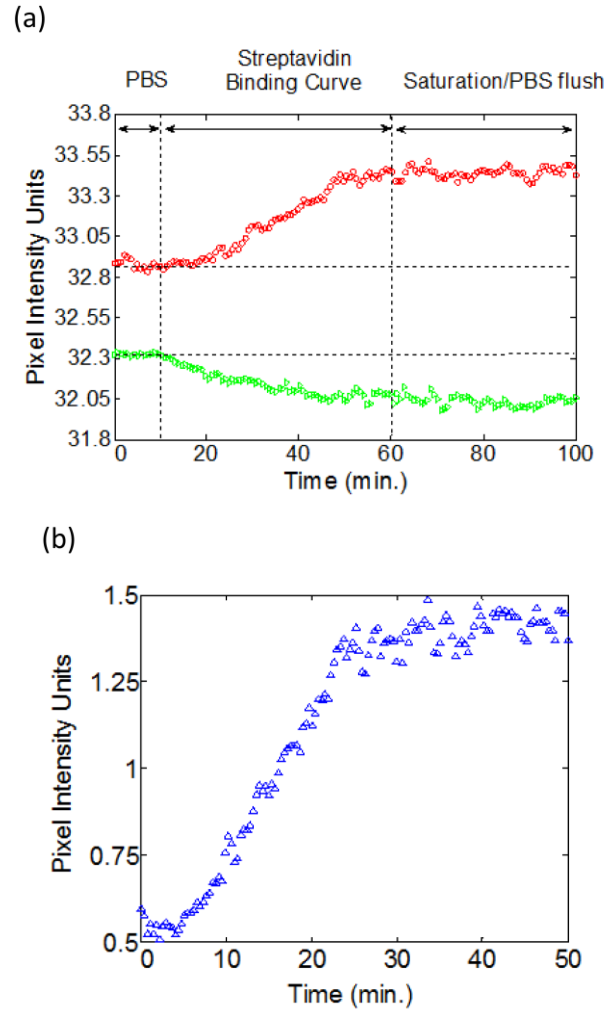 (a)
PBS
Streptavidin
Binding Curve
Saturation/PBS flush
33.8
33.55
33.3
33.05
32.8
32.55
32.3
32.05
31.8
Pixel Intensity Units
0 20 40 60 80 100
Time (min.)
(b)
1.5
1.25
1
0.75
0.5
Pixel Intensity Units
0 10 20 30 40 50
Time (min.)